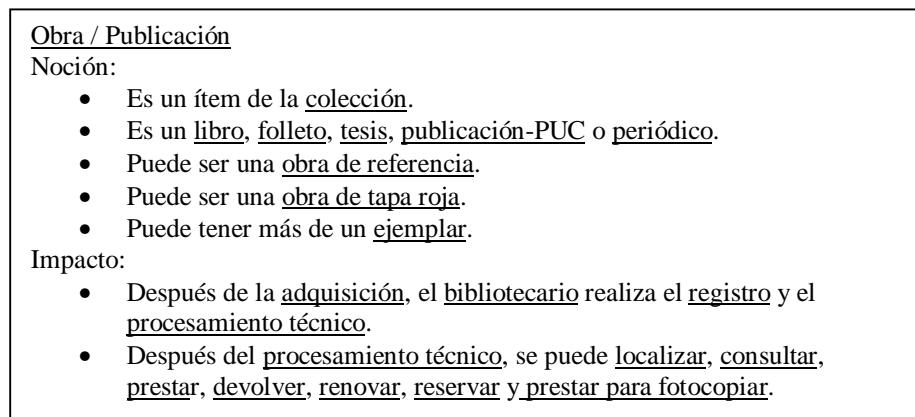 Obra / Publicación
Noción:
• Es un ítem de la colección.
• Es un libro, folleto, tesis, publicación-PUC o periódico.
• Puede ser una obra de referencia.
• Puede ser una obra de tapa roja.
• Puede tener más de un ejemplar.
Impacto:
• Después de la adquisición, el bibliotecario realiza el registro y el
procesamiento técnico.
• Después del procesamiento técnico, se puede localizar, consultar,
prestar, devolver, renovar, reservar y prestar para fotocopiar.